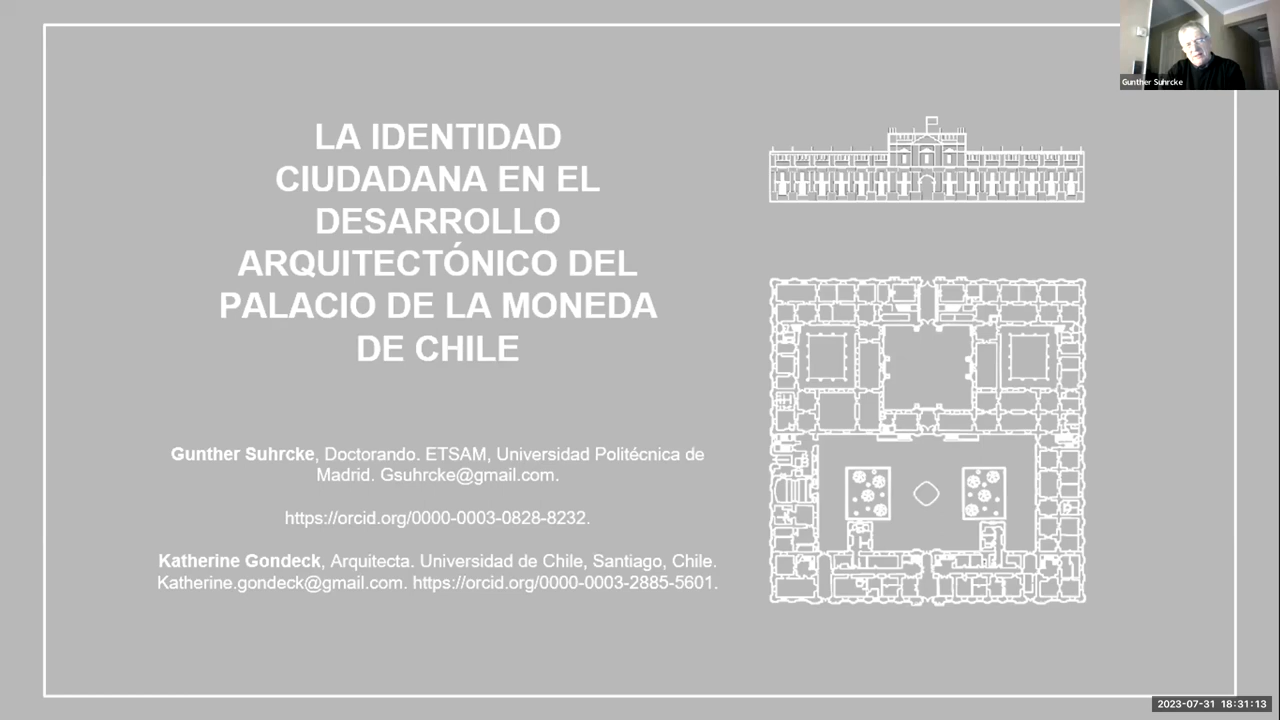 LA IDENTIDAD
CIUDADANA EN EL
DESARROLLO
ARQUITECTÓNICO DEL
PALACIO DE LA MONEDA
DE CHILE
Gunther Suhrcke, Doctorando. ETSAM, Universidad Politécnica de
Madrid. Gsuhrcke@gmail.com.
https://orcid.org/0000-0003-0828-8232.
Katherine Gondeck, Arquitecta. Universidad de Chile, Santiago, Chile.
Katherine.gondeck@gmail.com. https://orcid.org/0000-0003-2885-5601.
Gunther Suhrcke
2023-07-31 18:31:13